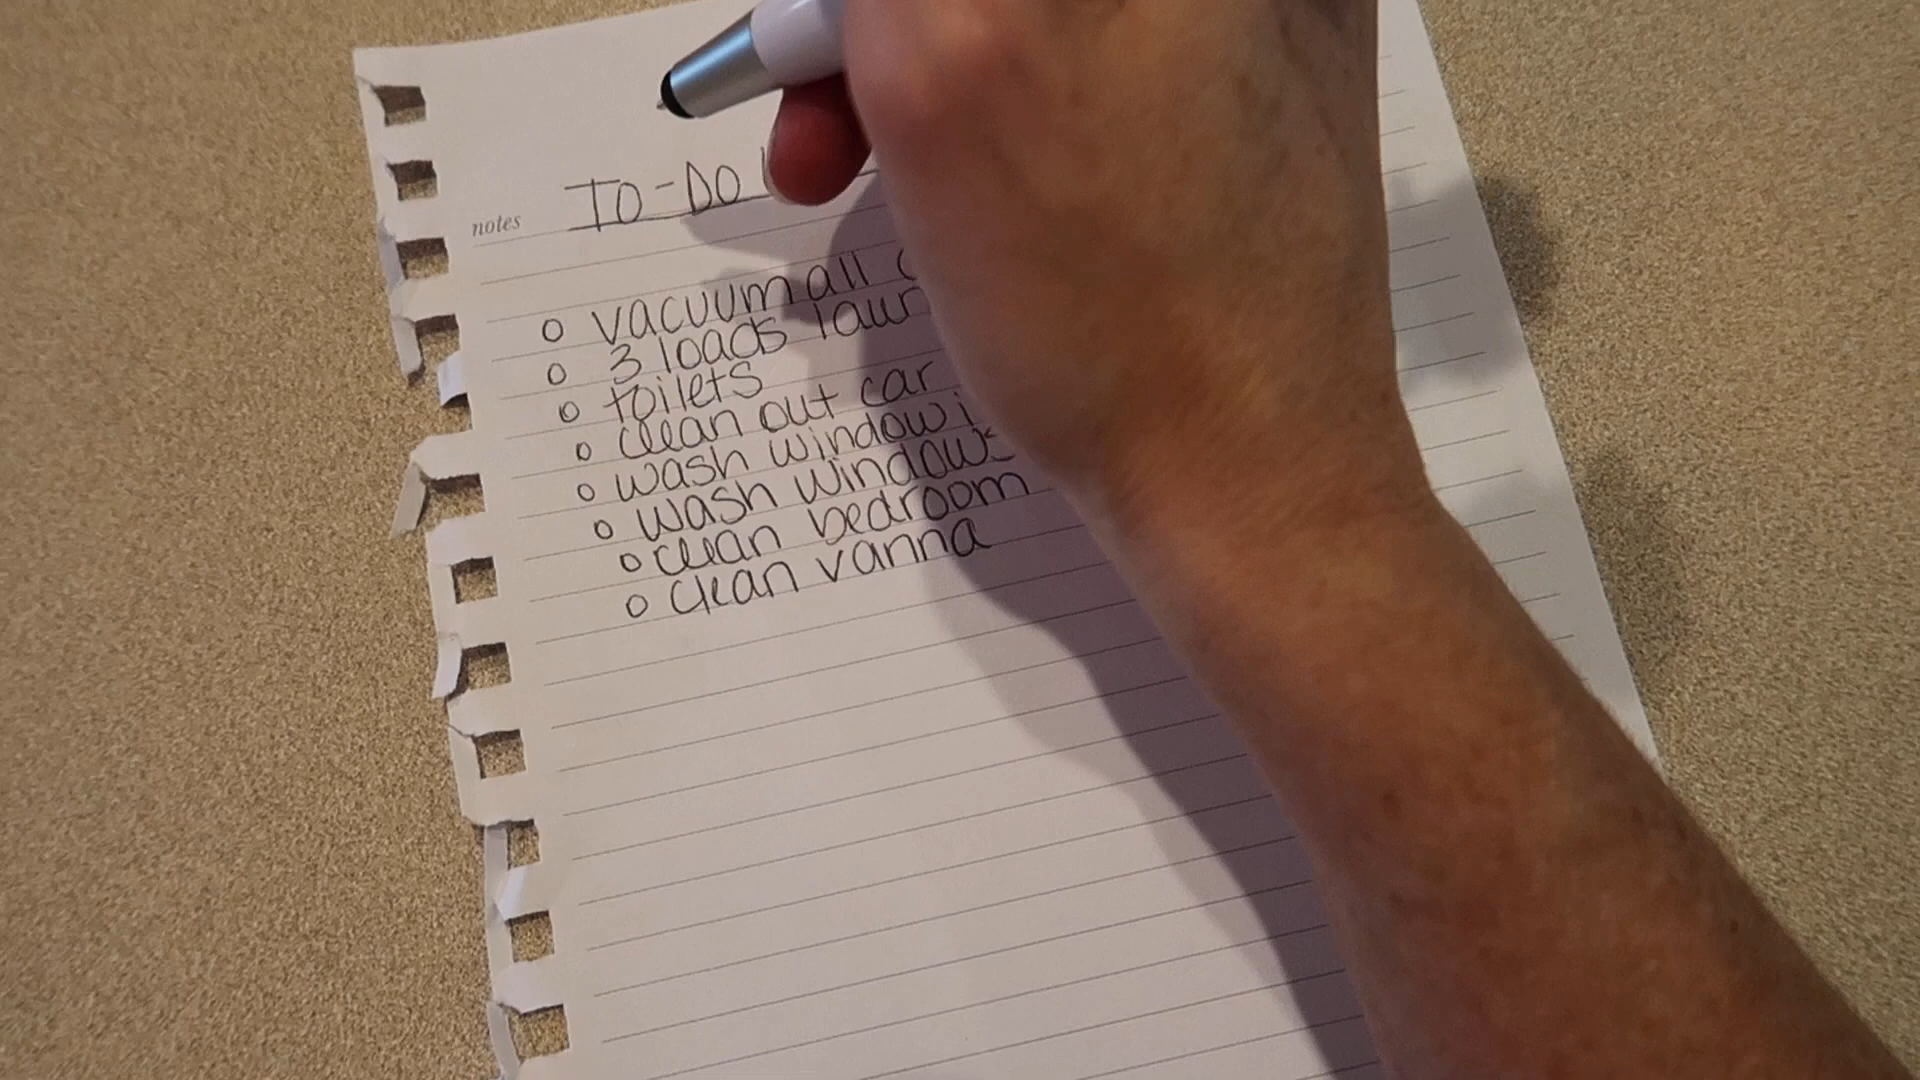 TO-DO
notes
vacuum all
3 loads
toilets
clean out car
wash window
wash windows
clean bedroom
clean vanna